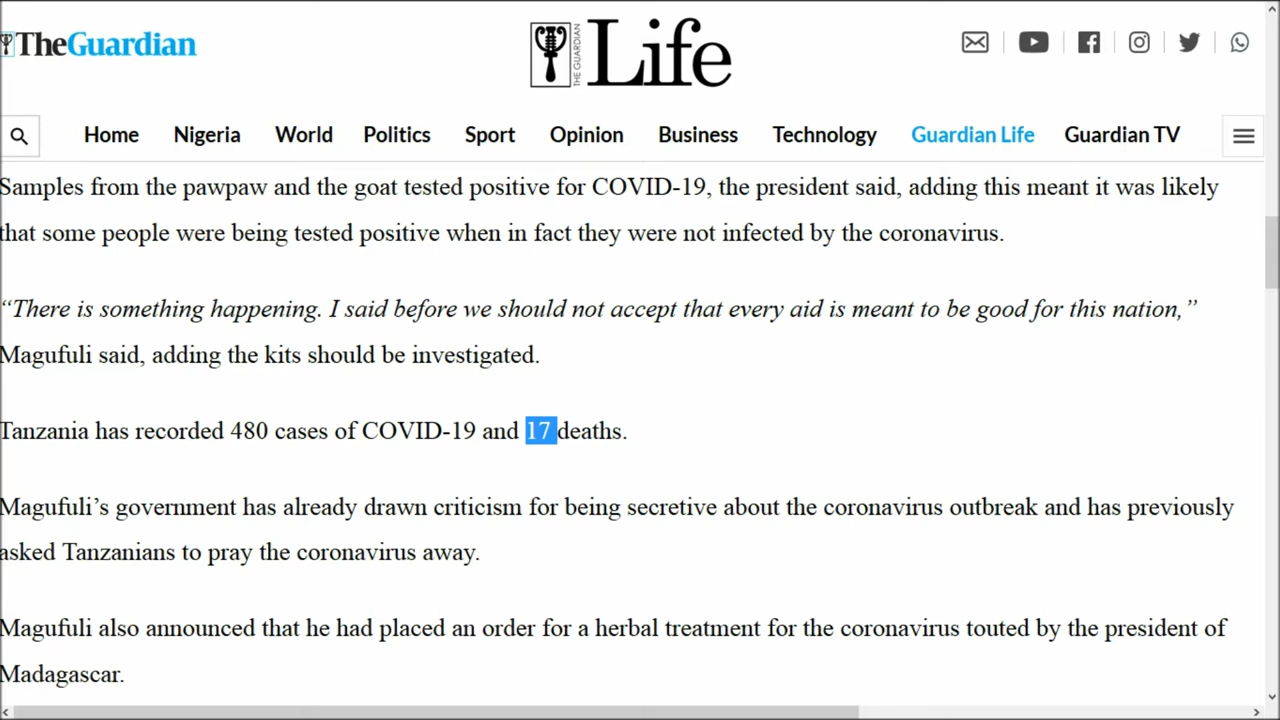 TheGuardian
THE GUARDIAN
Life
Home Nigeria World Politics Sport Opinion Business Technology Guardian Life Guardian TV
Samples from the pawpaw and the goat tested positive for COVID-19, the president said, adding this meant it was likely
that some people were being tested positive when in fact they were not infected by the coronavirus.
“There is something happening. I said before we should not accept that every aid is meant to be good for this nation,”
Magufuli said, adding the kits should be investigated.
Tanzania has recorded 480 cases of COVID-19 and 17 deaths.
Magufuli’s government has already drawn criticism for being secretive about the coronavirus outbreak and has previously
asked Tanzanians to pray the coronavirus away.
Magufuli also announced that he had placed an order for a herbal treatment for the coronavirus touted by the president of
Madagascar.